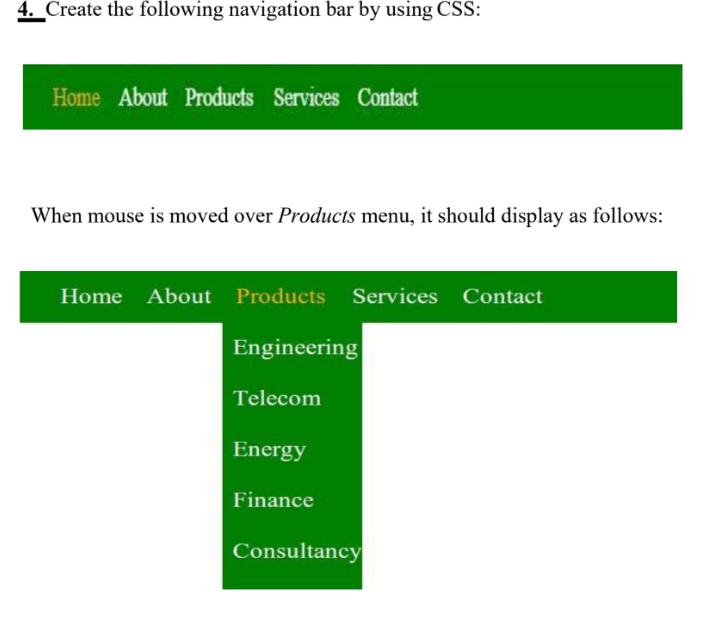 4. Create the following navigation bar by using CSS:
Home About Products Services Contact
When mouse is moved over Products menu, it should display as follows:
Home About Products Services Contact
Engineering
Telecom
Energy
Finance
Consultancy